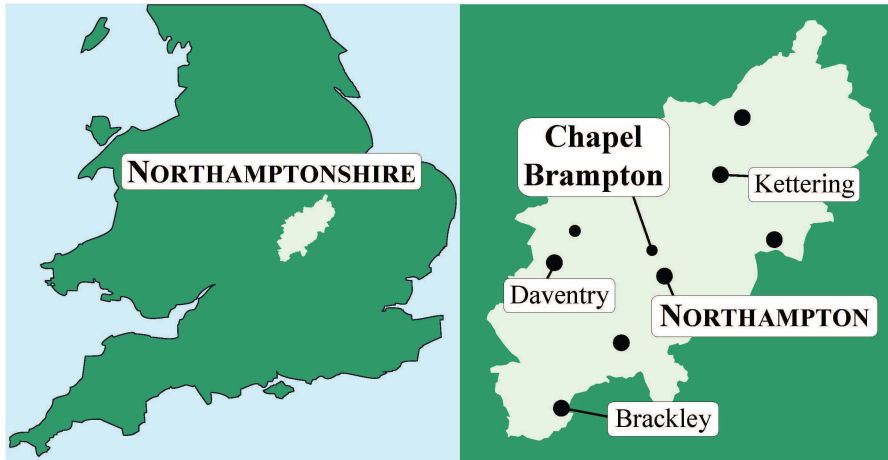 NORTHAMPTONSHIRE
Chapel
Brampton
Kettering
Daventry
NORTHAMPTON
Brackley